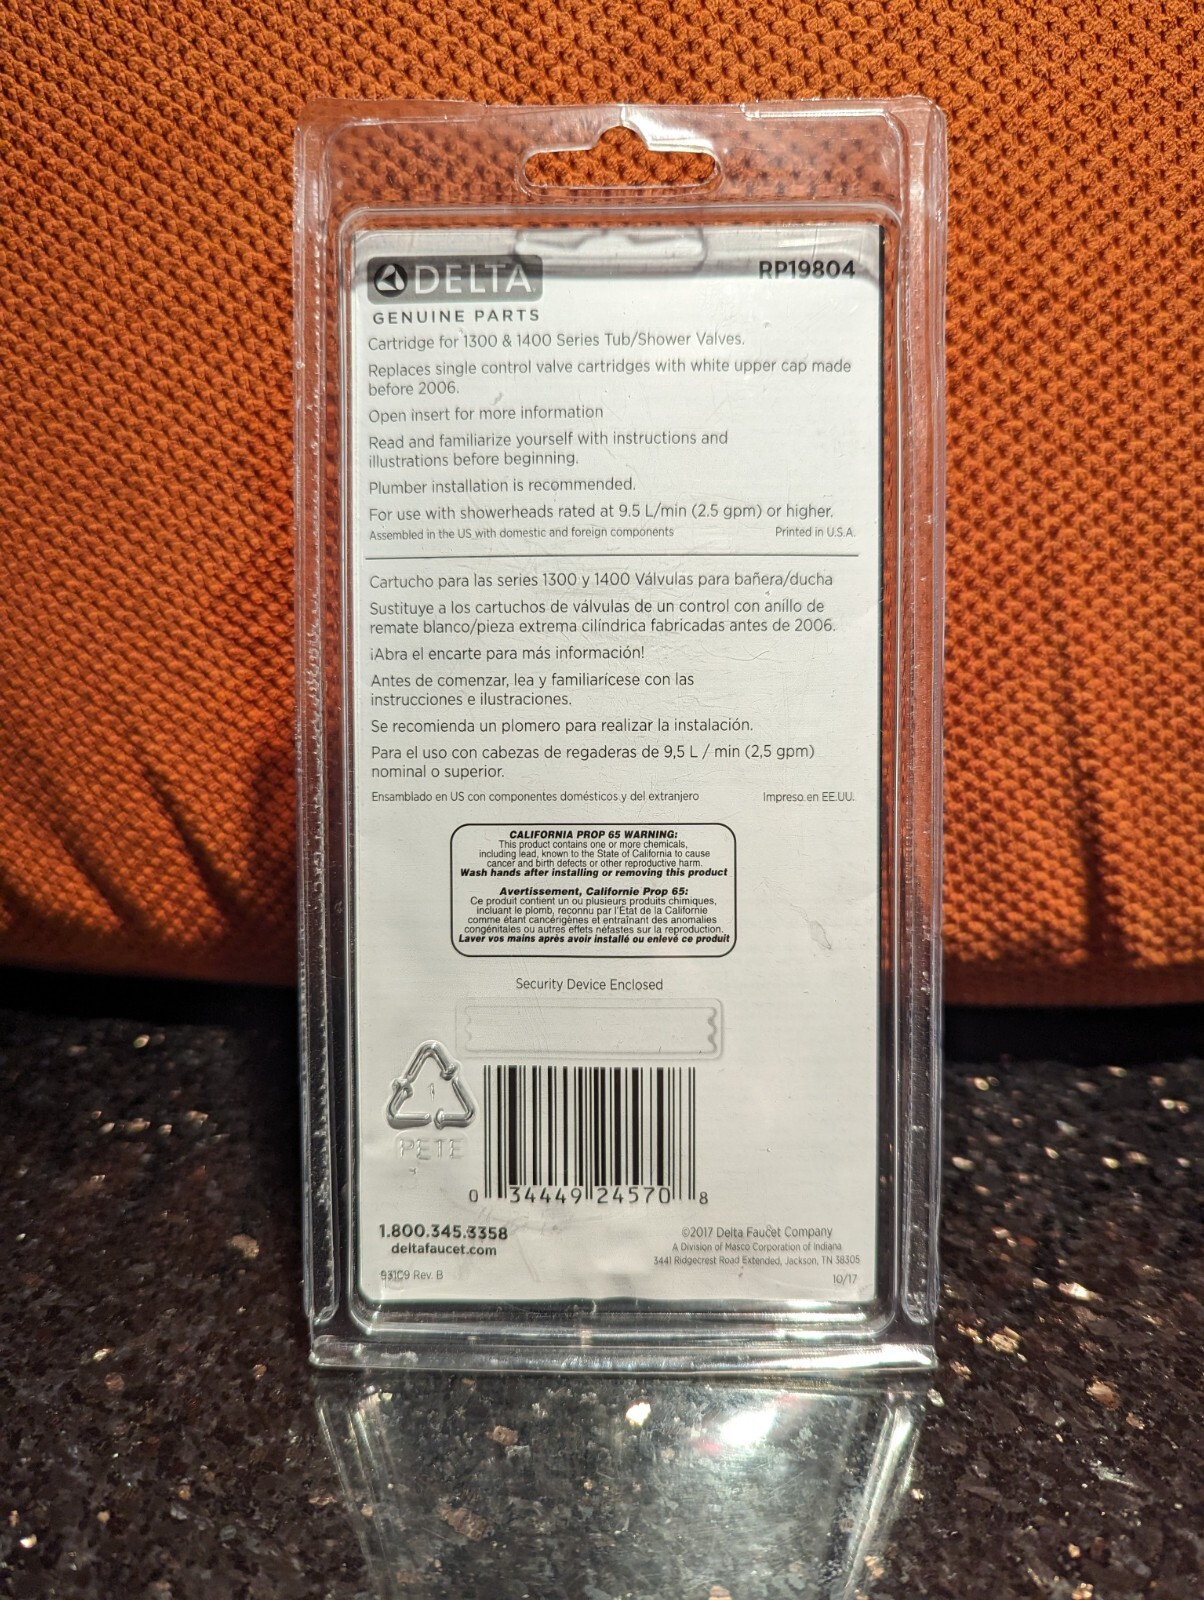 DELTA
RP19804
GENUINE PARTS
Cartridge for 1300 & 1400 Series Tub/Shower Valves.
Replaces single control valve cartridges with white upper cap made
before 2006.
Open insert for more information
Read and familiarize yourself with instructions and
illustrations before beginning.
Plumber installation is recommended.
For use with showerheads rated at 9.5 L/min (2.5 gpm) or higher.
Assembled in the US with domestic and foreign components
Printed in U.S.A.
Cartucho para las series 1300 y 1400 Válvulas para bañera/ducha
Sustituye a los cartuchos de válvulas de un control con anillo de
remate blanco/pieza extrema cilíndrica fabricadas antes de 2006.
¡Abra el encarte para más información!
Antes de comenzar, lea y familiarícese con las
instrucciones e ilustraciones.
Se recomienda un plomero para realizar la instalación.
Para el uso con cabezas de regaderas de 9,5 L / min (2,5 gpm)
nominal o superior.
Ensamblado en US con componentes domésticos y del extranjero
Impreso en EE.UU.
CALIFORNIA PROP 65 WARNING:
This product contains one or more chemicals,
including lead, known to the State of California to cause
cancer and birth defects or other reproductive harm.
Wash hands after installing or removing this product
Avertissement, Californie Prop 65:
Ce produit contient un ou plusieurs produits chimiques,
incluant le plomb, reconnu par l'État de la Californie
comme étant cancérigènes et entraînant des anomalies
congénitales ou autres effets néfastes sur la reproduction.
Laver vos mains après avoir installé ou enlevé ce produit
Security Device Enclosed
1
PETE
0 34449 24570 8
1.800.345.3358
deltafaucet.com
93109 Rev. B
©2017 Delta Faucet Company
A Division of Masco Corporation of Indiana
3441 Ridgecrest Road Extended, Jackson, TN 38305
10/17